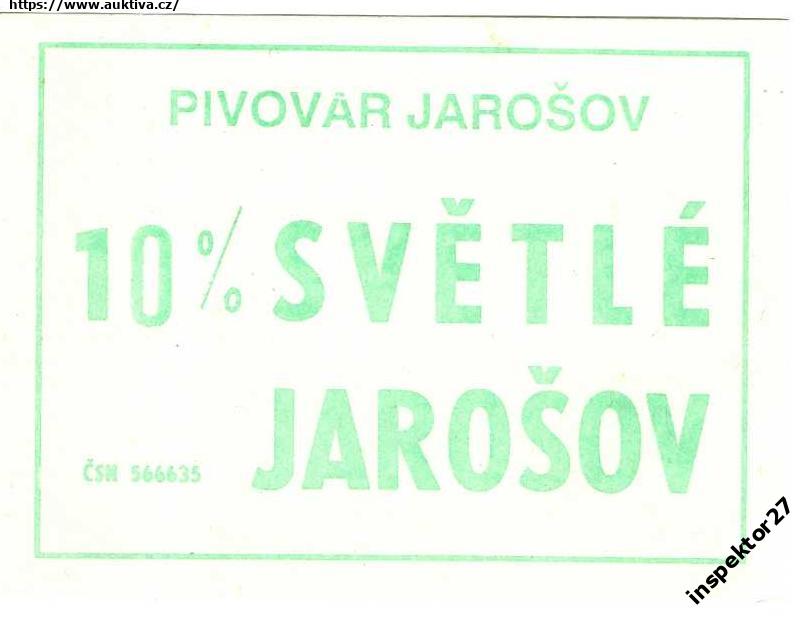 https://www.auktiva.cz/
PIVOVAR JAROŠOV
10% SVĚTLÉ
JAROŠOV
ČSN 566635
inspektor27